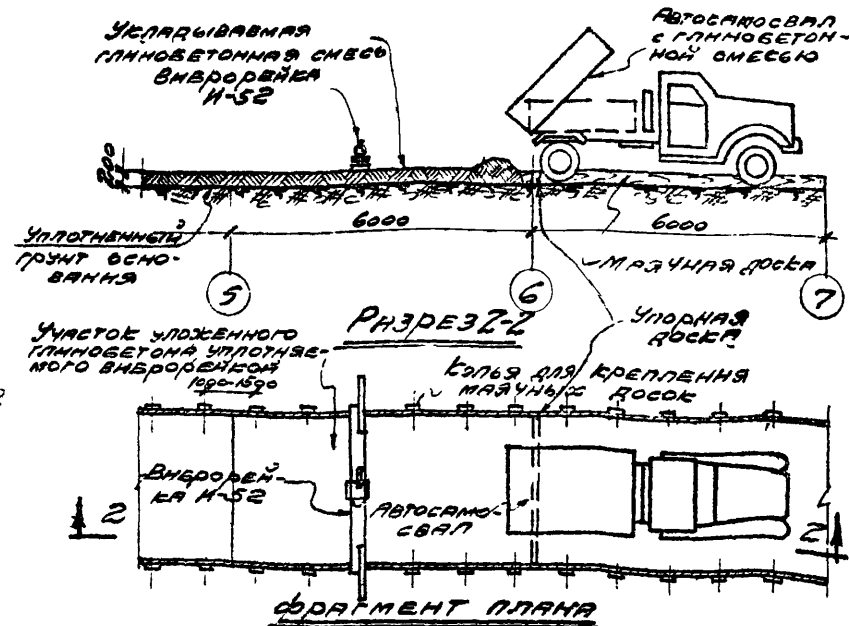 Укладываемая
глинобетонная смесь
Виброрейка
И-52
Автосамосвал
с глинобетон-
ной смесью
200
6000
6000
Уплотненный
грунт осно-
вания
Маячная доска
5
6
7
Разрез 2-2
Упорная
доска
Участок уложенного
глинобетона, уплотняе-
мого виброрейкой
1000-1500
Колья для крепления
маячных досок
Виброрей-
ка И-52
Автосамо-
свал
2
2
Фрагмент плана